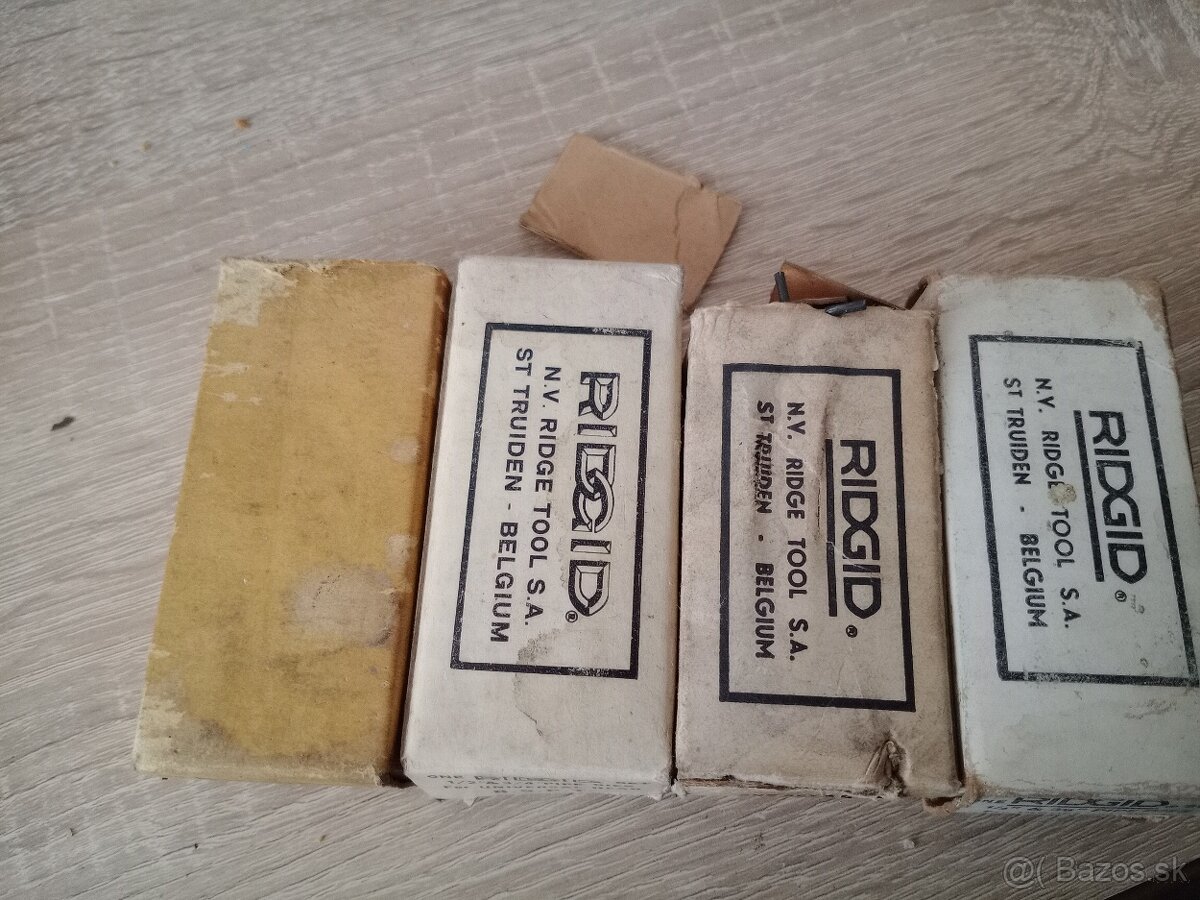 RIDGID®
N.V. RIDGE TOOL S.A.
ST TRUIDEN - BELGIUM
RIDGID®
N.V. RIDGE TOOL S.A.
ST TRUIDEN - BELGIUM
RIDGID®
N.V. RIDGE TOOL S.A.
ST TRUIDEN - BELGIUM
ONE
RIDGID
@( Bazos.sk